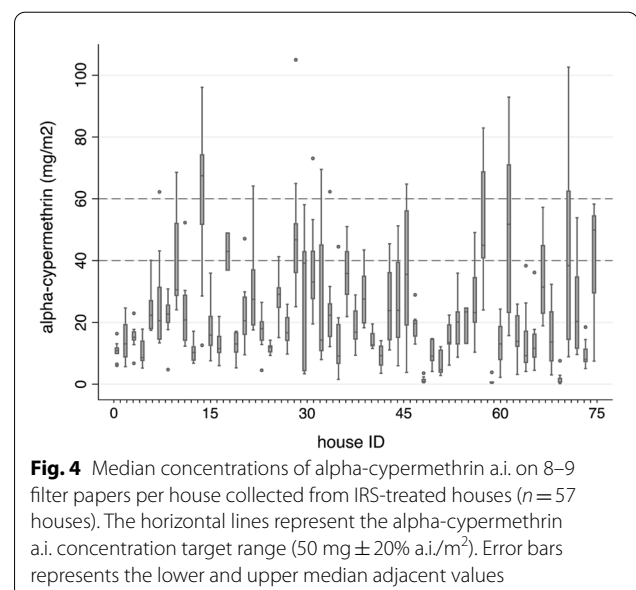 100
80
60
40
20
0
alpha-cypermethrin (mg/m2)
0 15 30 45 60 75
house ID
Fig. 4 Median concentrations of alpha-cypermethrin a.i. on 8–9
filter papers per house collected from IRS-treated houses (n = 57
houses). The horizontal lines represent the alpha-cypermethrin
a.i. concentration target range (50 mg ± 20% a.i./m²). Error bars
represents the lower and upper median adjacent values